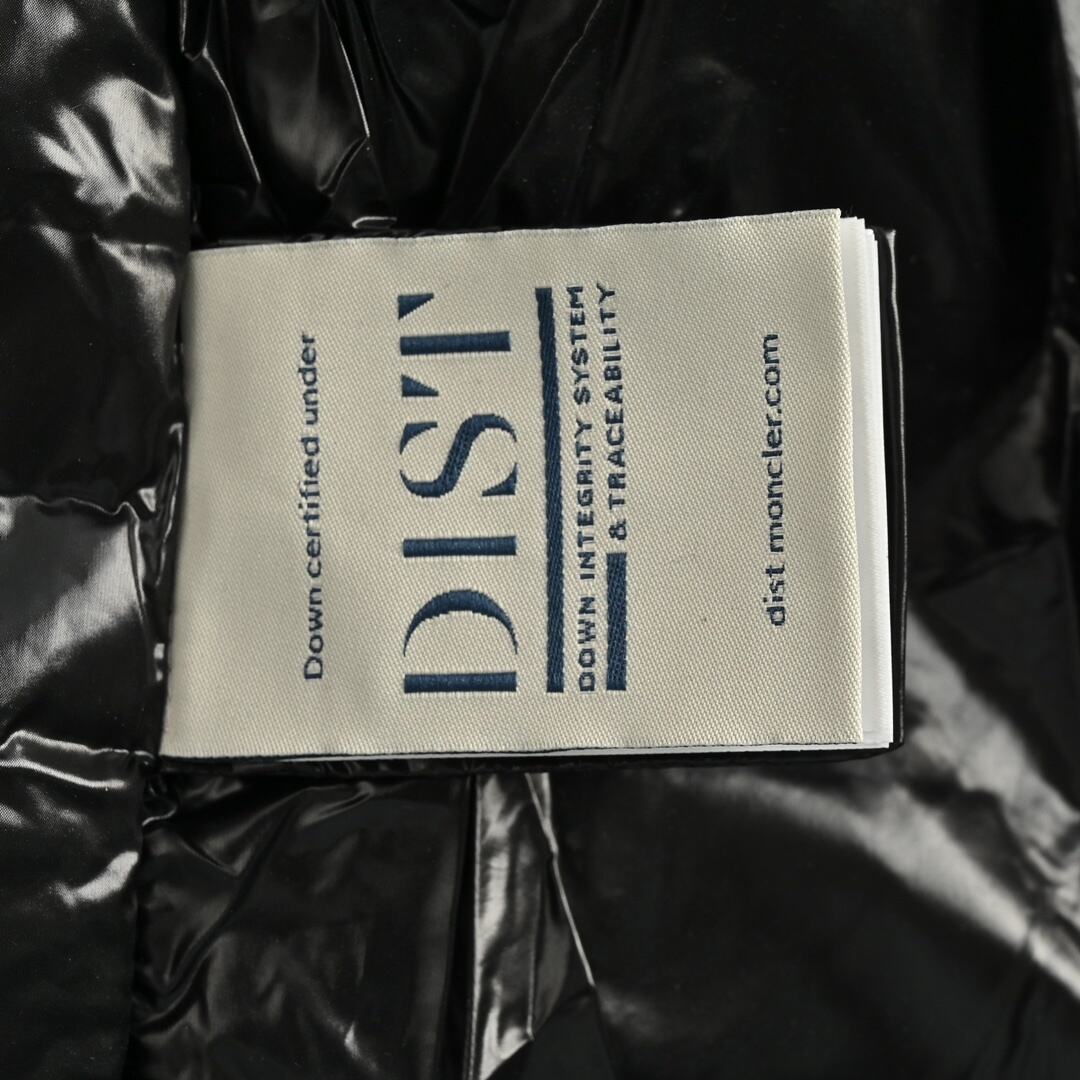 Down certified under
DIST
DOWN INTEGRITY SYSTEM
& TRACEABILITY
dist.moncler.com